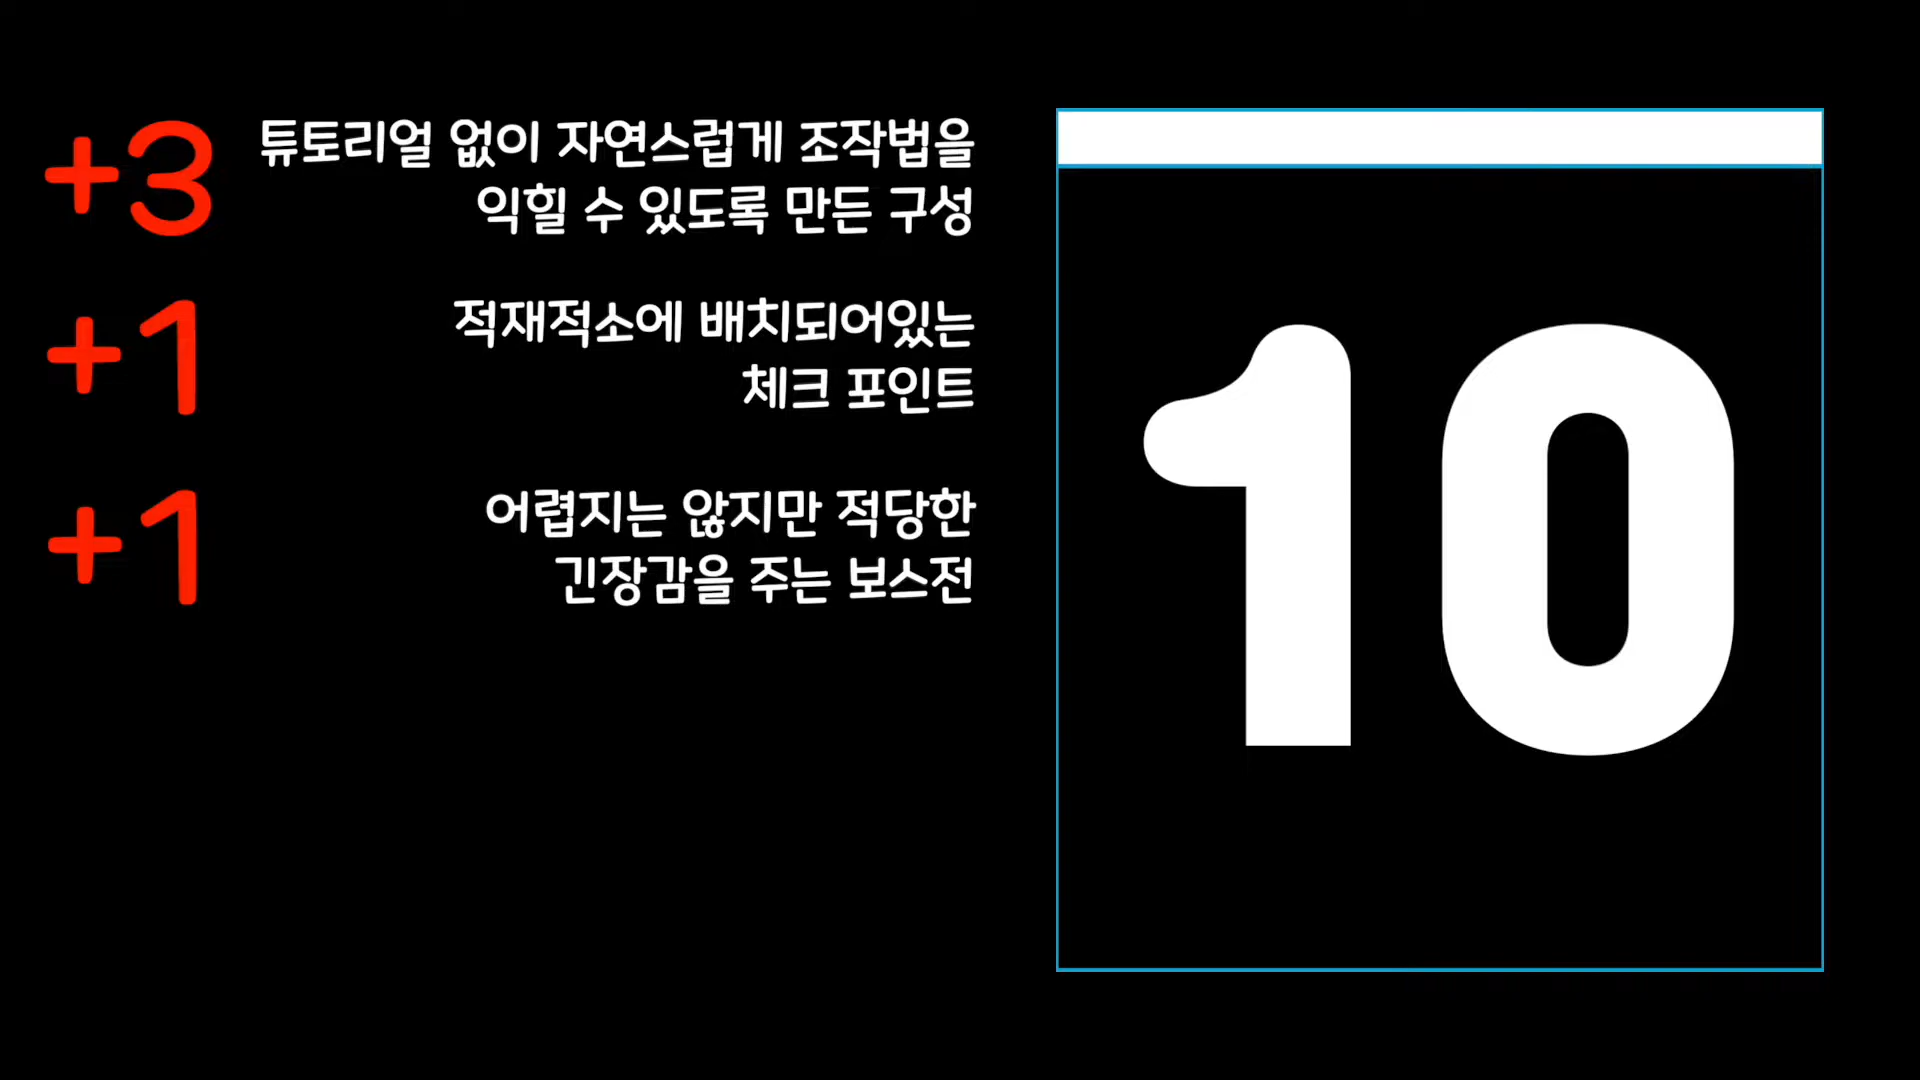 +3
튜토리얼 없이 자연스럽게 조작법을
익힐 수 있도록 만든 구성
+1
적재적소에 배치되어있는
체크 포인트
+1
어렵지는 않지만 적당한
긴장감을 주는 보스전
10